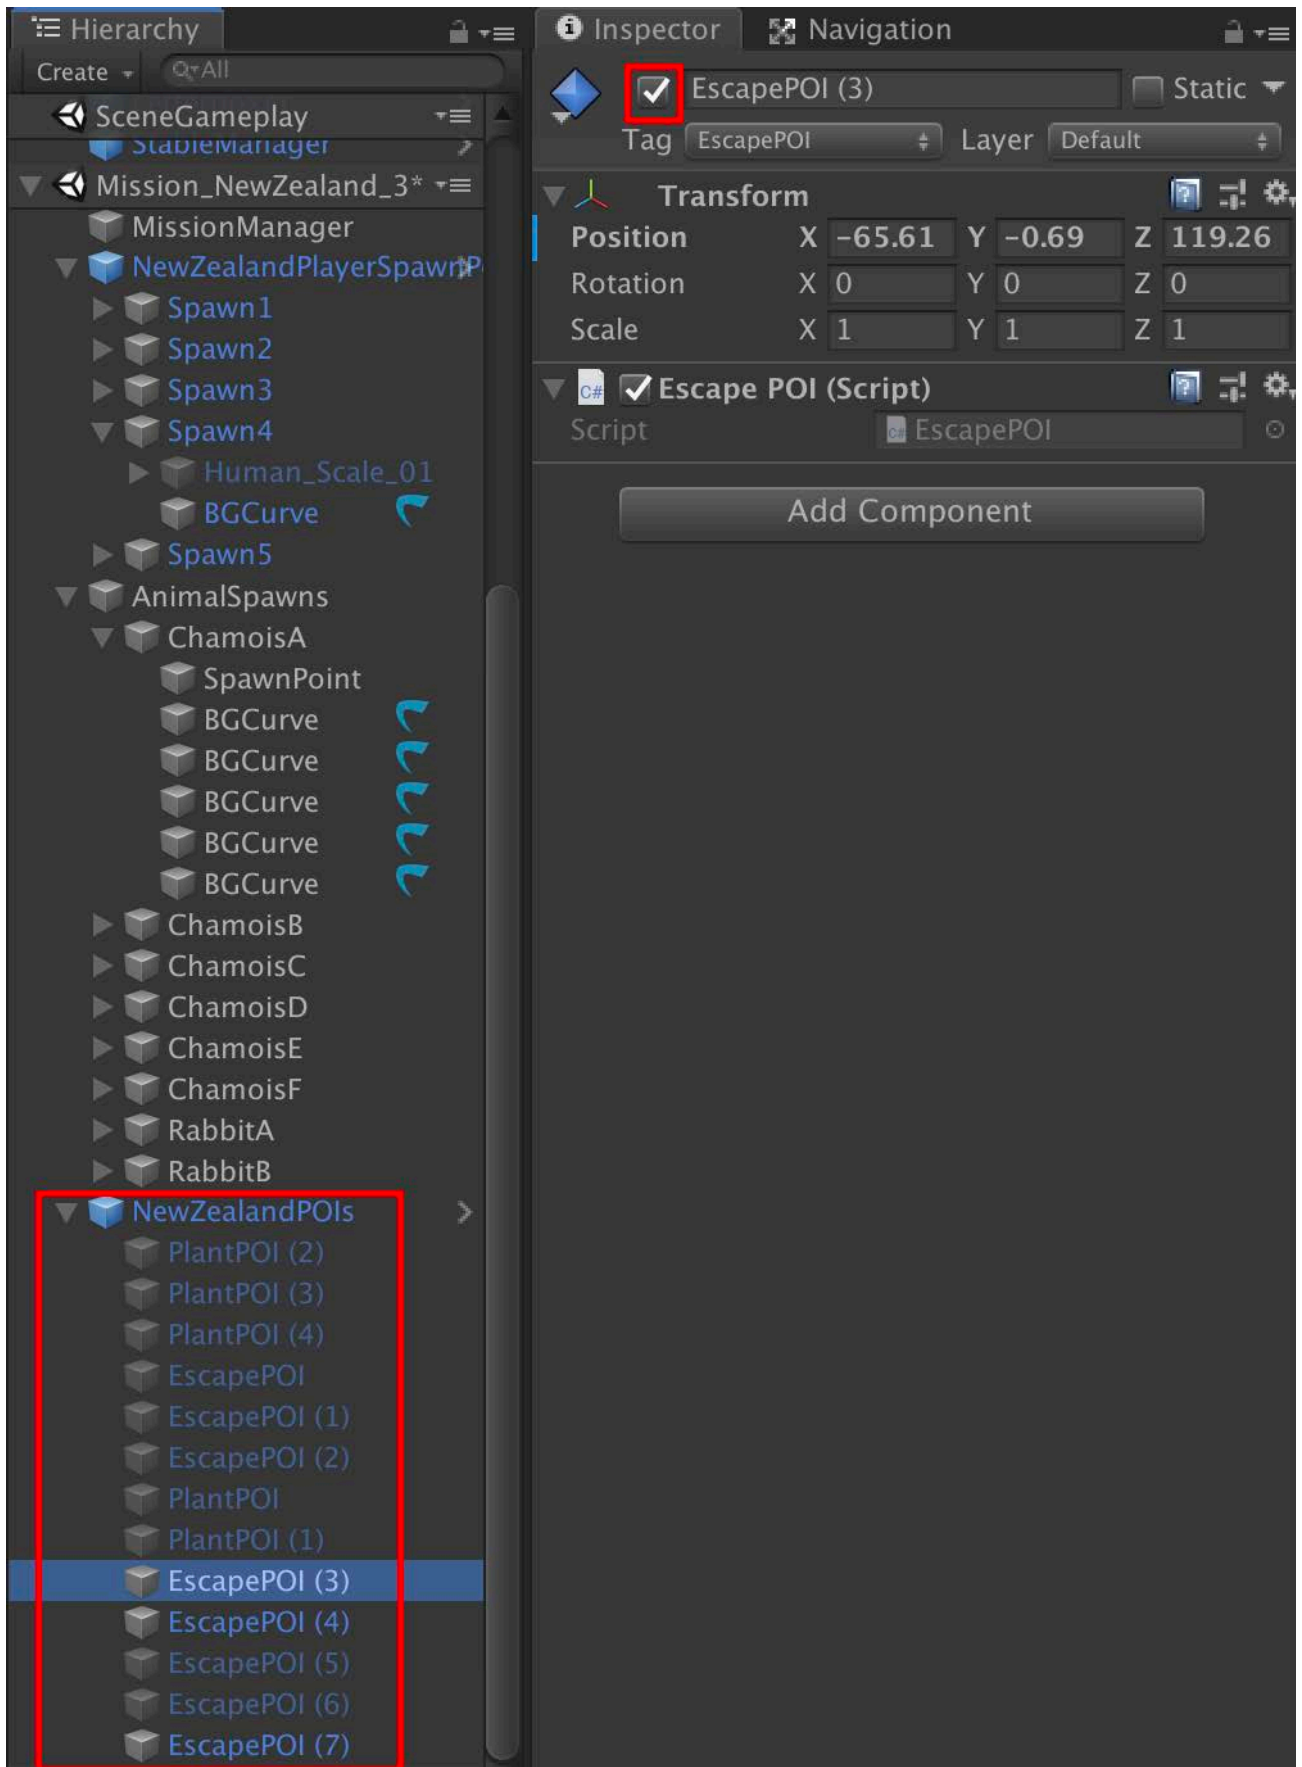 Hierarchy
Create
All
SceneGameplay
StableManager
Mission_NewZealand_3*
MissionManager
NewZealandPlayerSpawnP
Spawn1
Spawn2
Spawn3
Spawn4
Human_Scale_01
BGCurve
Spawn5
AnimalSpawns
ChamoisA
SpawnPoint
BGCurve
BGCurve
BGCurve
BGCurve
BGCurve
ChamoisB
ChamoisC
ChamoisD
ChamoisE
ChamoisF
RabbitA
RabbitB
NewZealandPOIs
PlantPOI (2)
PlantPOI (3)
PlantPOI (4)
EscapePOI
EscapePOI (1)
EscapePOI (2)
PlantPOI
PlantPOI (1)
EscapePOI (3)
EscapePOI (4)
EscapePOI (5)
EscapePOI (6)
EscapePOI (7)
Inspector Navigation
EscapePOI (3) Static
Tag EscapePOI Layer Default
Transform
Position X -65.61 Y -0.69 Z 119.26
Rotation X 0 Y 0 Z 0
Scale X 1 Y 1 Z 1
C# Escape POI (Script)
Script C# EscapePOI
Add Component